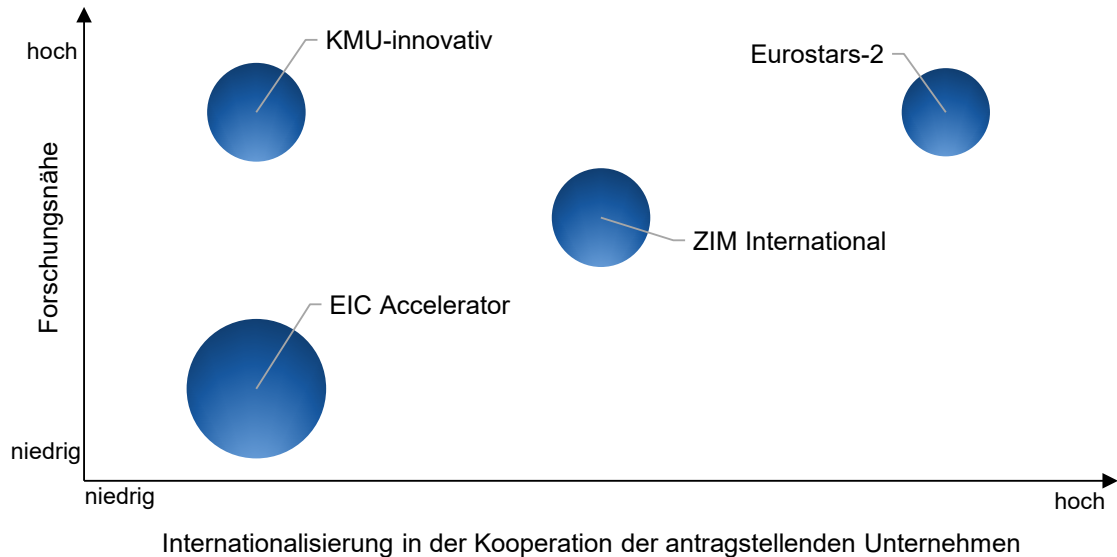 KMU-innovativ
Eurostars-2
hoch
Forschungsnähe
ZIM International
EIC Accelerator
niedrig
niedrig
hoch
Internationalisierung in der Kooperation der antragstellenden Unternehmen